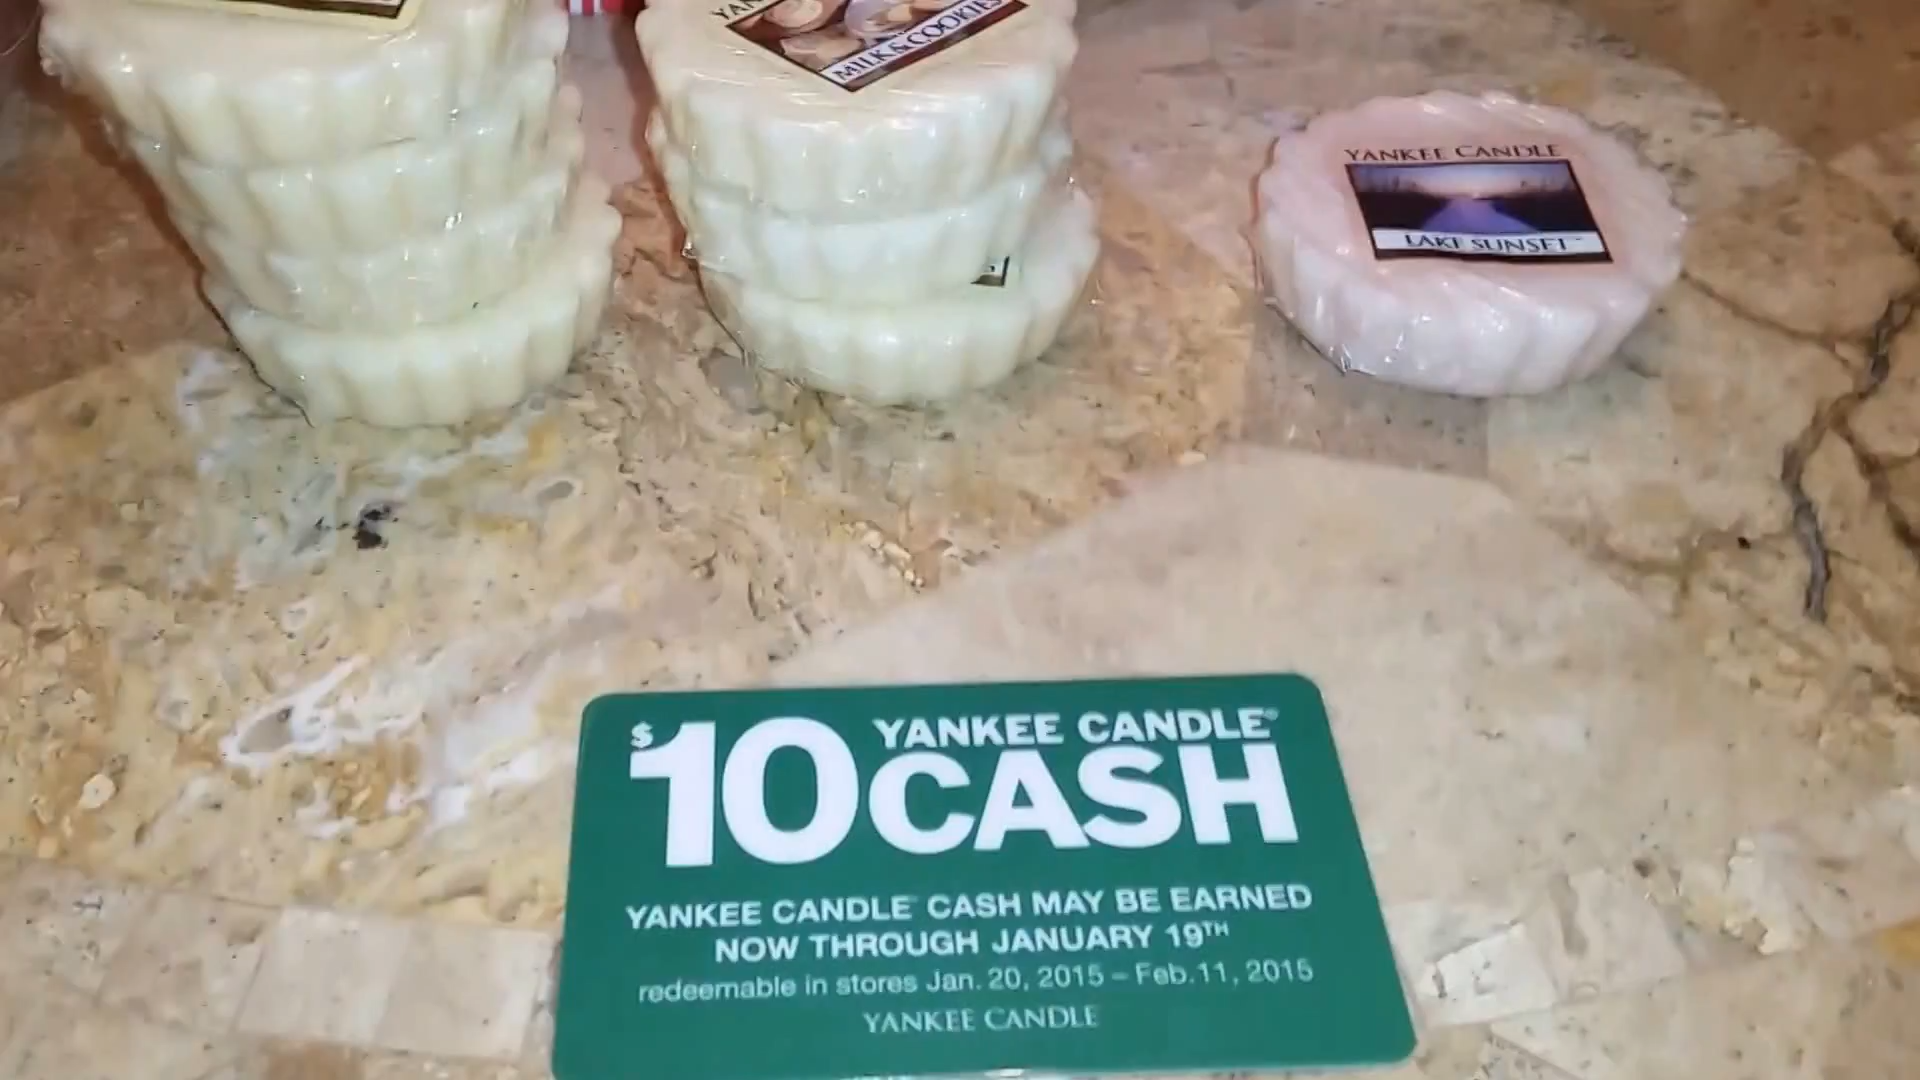 MILK & COOKIES
YANKEE CANDLE
LAKE SUNSET™
$10 YANKEE CANDLE®
CASH
YANKEE CANDLE CASH MAY BE EARNED
NOW THROUGH JANUARY 19TH
redeemable in stores Jan. 20, 2015 – Feb. 11, 2015
YANKEE CANDLE